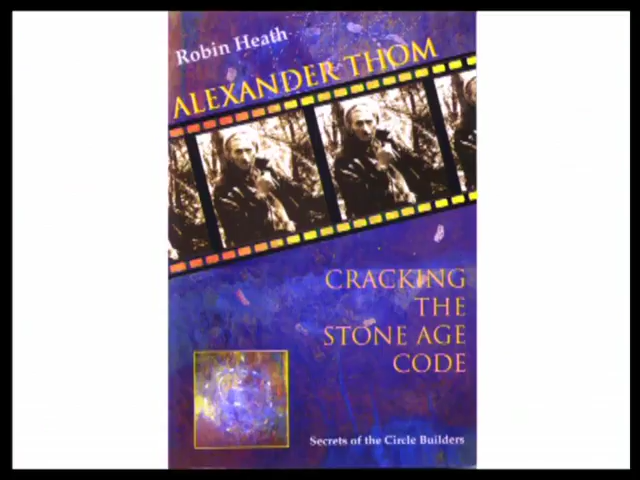 Robin Heath
ALEXANDER THOM
CRACKING
THE
STONE AGE
CODE
Secrets of the Circle Builders